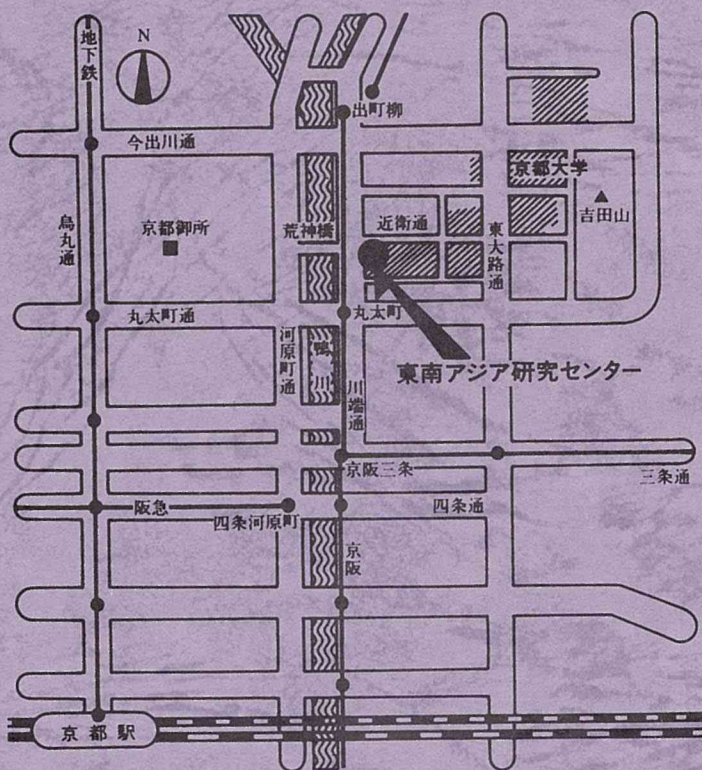 地下鉄
N
出町柳
今出川通
京都大学
吉田山
烏丸通
京都御所
荒神橋
近衛通
東大路通
丸太町通
河原町通
鴨川
丸太町
川端通
東南アジア研究センター
京阪三条
三条通
阪急
四条河原町
四条通
京阪
京都駅